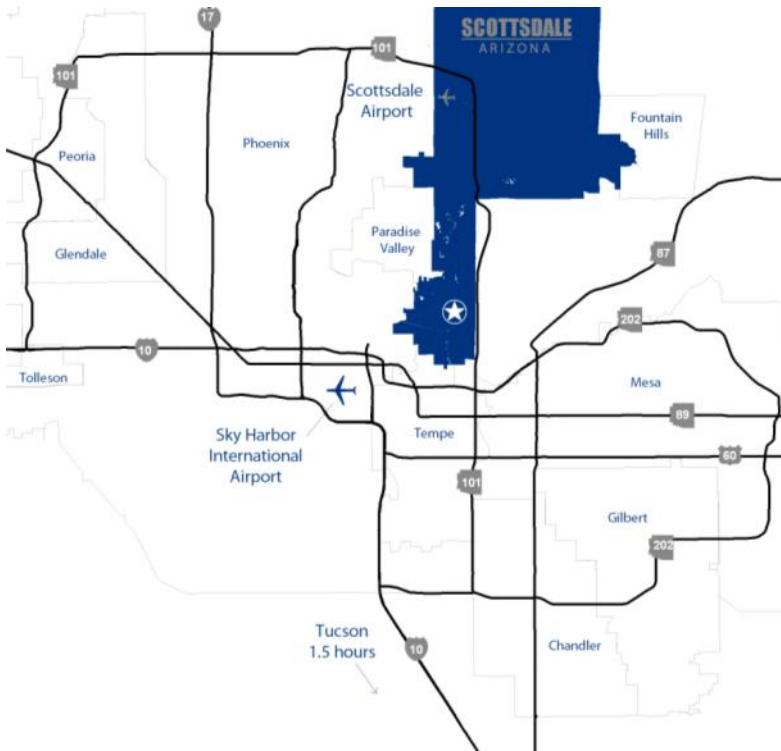 17
SCOTTSDALE
ARIZONA
101
101
Scottsdale
Airport
Fountain
Hills
Peoria
Phoenix
Paradise
Valley
Glendale
87
202
10
Tolleson
Mesa
Sky Harbor
International
Airport
Tempe
89
60
101
Gilbert
202
Tucson
1.5 hours
10
Chandler